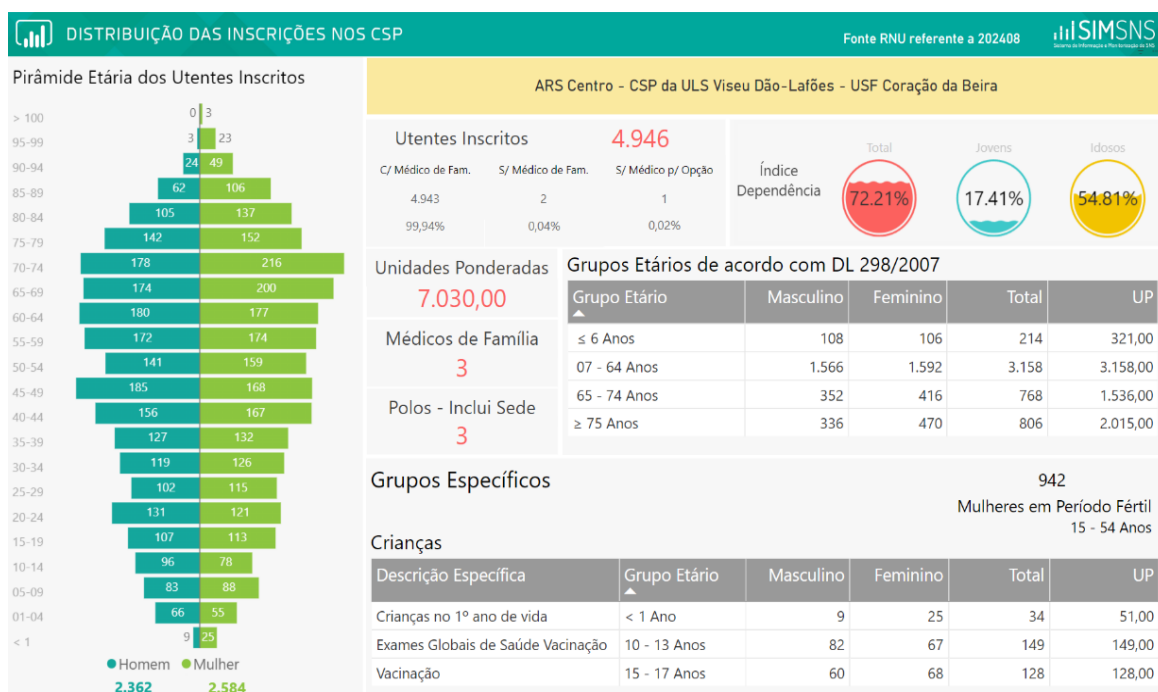 DISTRIBUIÇÃO DAS INSCRIÇÕES NOS CSP
Fonte RNU referente a 202408
SIMSNS
Pirâmide Etária dos Utentes Inscritos
> 100 0 3
95-99 3 23
90-94 24 49
85-89 62 106
80-84 105 137
75-79 142 152
70-74 178 216
65-69 174 200
60-64 180 177
55-59 172 174
50-54 141 159
45-49 185 168
40-44 156 167
35-39 127 132
30-34 119 126
25-29 102 115
20-24 131 121
15-19 107 113
10-14 96 78
05-09 83 88
01-04 66 55
< 1 9 25
Homem Mulher
2.362 2.584
ARS Centro - CSP da ULS Viseu Dão-Lafões - USF Coração da Beira
Utentes Inscritos 4.946
C/ Médico de Fam. S/ Médico de Fam. S/ Médico p/ Opção
4.943 2 1
99,94% 0,04% 0,02%
Índice
Dependência
Total Jovens Idosos
72.21% 17.41% 54.81%
Unidades Ponderadas
7.030,00
Médicos de Família
3
Polos - Inclui Sede
3
Grupos Etários de acordo com DL 298/2007
Grupo Etário Masculino Feminino Total UP
≤ 6 Anos 108 106 214 321,00
07 - 64 Anos 1.566 1.592 3.158 3.158,00
65 - 74 Anos 352 416 768 1.536,00
≥ 75 Anos 336 470 806 2.015,00
Grupos Específicos
942
Mulheres em Período Fértil
15 - 54 Anos
Crianças
Descrição Específica Grupo Etário Masculino Feminino Total UP
Crianças no 1º ano de vida < 1 Ano 9 25 34 51,00
Exames Globais de Saúde Vacinação 10 - 13 Anos 82 67 149 149,00
Vacinação 15 - 17 Anos 60 68 128 128,00